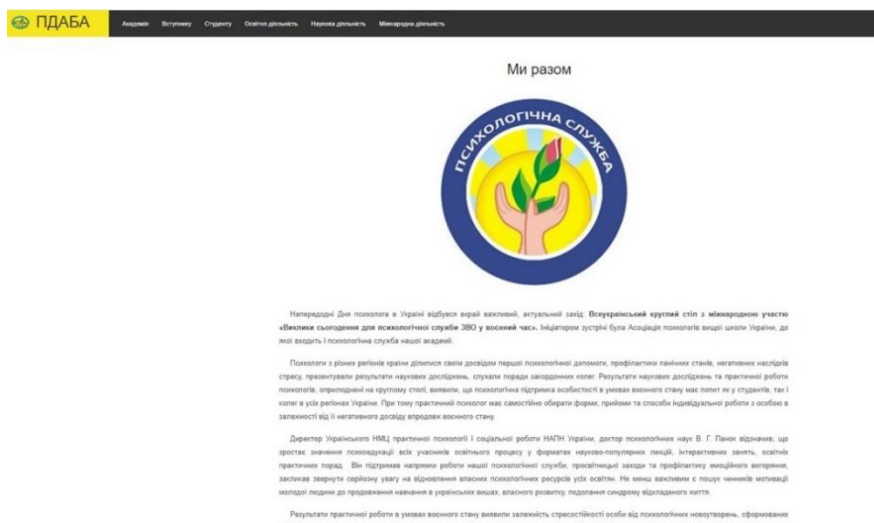 ПДАБА
Академія Вступнику Студенту Освітня діяльність Наукова діяльність Міжнародна діяльність
Ми разом
ПСИХОЛОГІЧНА СЛУЖБА
Напередодні Дня психолога в Україні відбувся вкрай важливий, актуальний захід: Всеукраїнський круглий стіл з міжнародною участю
«Виклики сьогодення для психологічної служби ЗВО у воєнний час». Ініціатором зустрічі була Асоціація психологів вищої школи України, до
якої входить і психологічна служба нашої академії.
Психологи з різних регіонів країни ділилися своїм досвідом першої психологічної допомоги, профілактики панічних станів, негативних наслідків
стресу, презентували результати наукових досліджень, слухали поради закордонних колег. Результати наукових досліджень та практичної роботи
психологів, оприлюднені на круглому столі, виявили, що психологічна підтримка особистості в умовах воєнного стану має попит як у студентів, так і
колег в усіх регіонах України. При тому практичний психолог має самостійно обирати форми, прийоми та способи індивідуальної роботи з особою в
залежності від її негативного досвіду впродовж воєнного стану.
Директор Українського НМЦ практичної психології і соціальної роботи НАПН України, доктор психологічних наук В. Г. Панок відзначив, що
зростає значення психоедукації всіх учасників освітнього процесу у форматах науково-популярних лекцій, інтерактивних занять, освітніх
практичних порад. Він підтримав напрямки роботи нашої психологічної служби, просвітницькі заходи та профілактику емоційного вигорання,
закликав звернути серйозну увагу на відновлення власних психологічних ресурсів усіх освітян. Не менш важливим є пошук чинників мотивації
молодої людини до продовження навчання в українських вишах, власного розвитку, подолання синдрому відкладеного життя.
Результати практичної роботи в умовах воєнного стану виявили залежність стресостійкості особи від психологічних новоутворень, сформованих